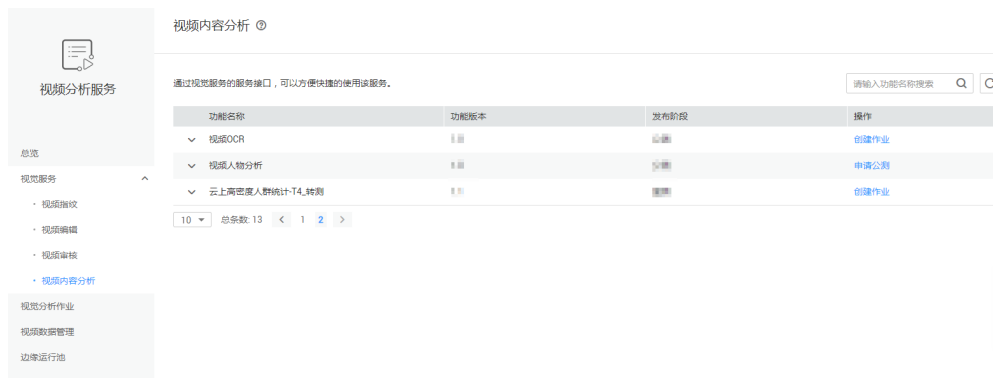 视频内容分析
视频分析服务
通过视觉服务的服务接口，可以方便快捷的使用该服务。
请输入功能名称搜索
功能名称 功能版本 发布阶段 操作
视频OCR 创建作业
视频人物分析 申请公测
云上高密度人群统计-T4_转测 创建作业
10 总条数: 13 < 1 2 >
总览
视觉服务
· 视频指纹
· 视频编辑
· 视频审核
· 视频内容分析
视觉分析作业
视频数据管理
边缘运行池